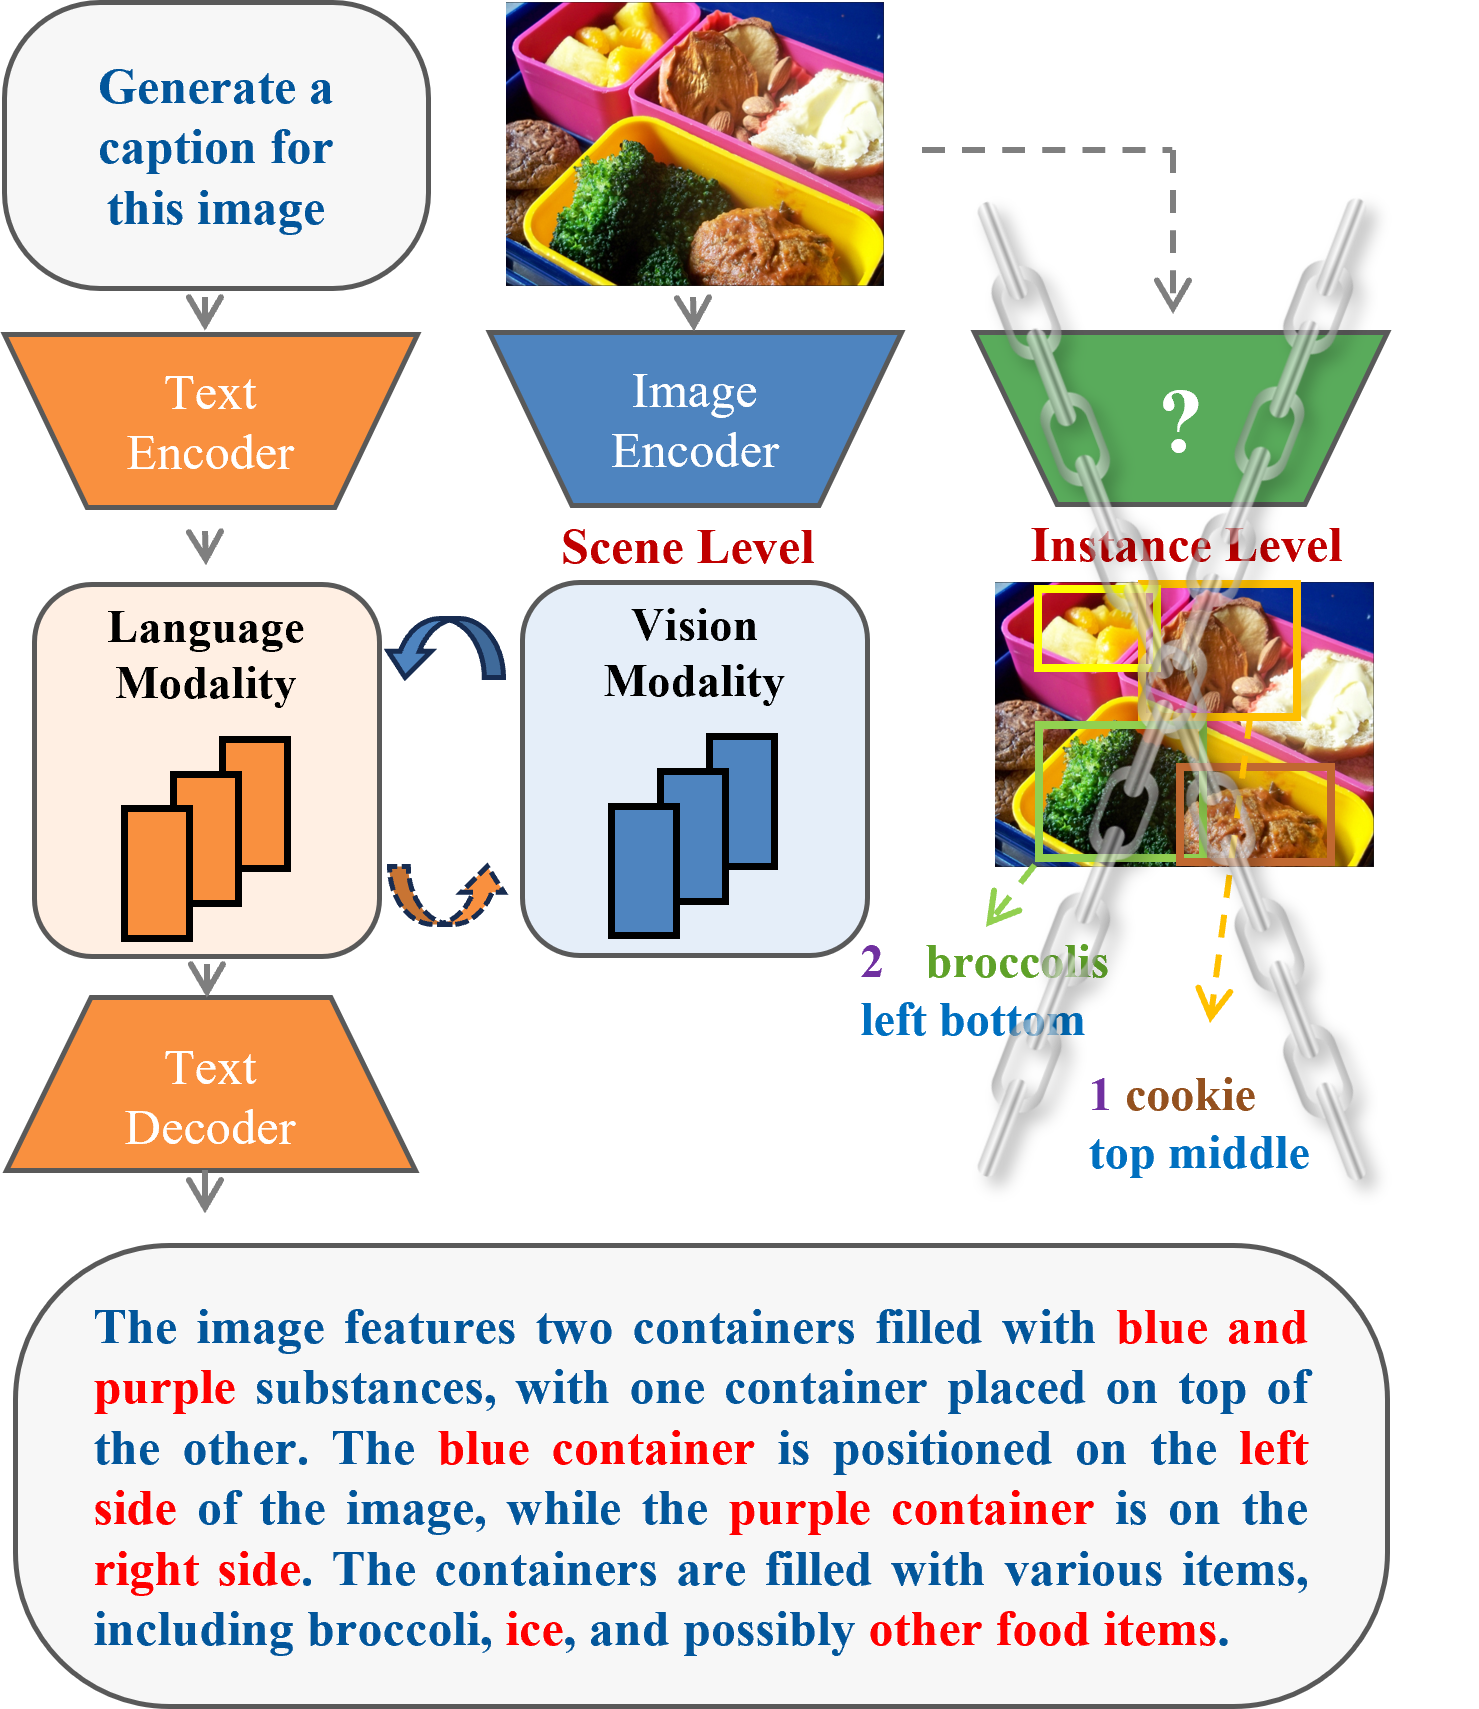 Generate a
caption for
this image
Text
Encoder
Image
Encoder
?
Scene Level
Instance Level
Language
Modality
Vision
Modality
2 broccolis
left bottom
1 cookie
top middle
Text
Decoder
The image features two containers filled with blue and
purple substances, with one container placed on top of
the other. The blue container is positioned on the left
side of the image, while the purple container is on the
right side. The containers are filled with various items,
including broccoli, ice, and possibly other food items.